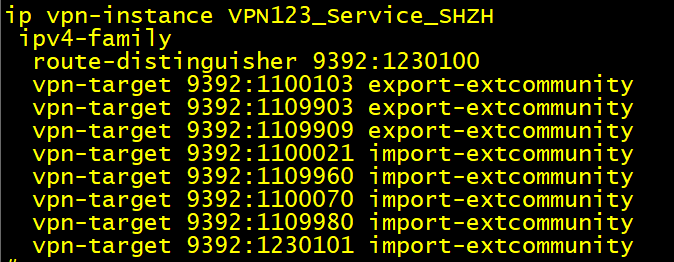 ip vpn-instance VPN123_Service_SHZH
ipv4-family
route-distinguisher 9392:1230100
vpn-target 9392:1100103 export-extcommunity
vpn-target 9392:1109903 export-extcommunity
vpn-target 9392:1109909 export-extcommunity
vpn-target 9392:1100021 import-extcommunity
vpn-target 9392:1109960 import-extcommunity
vpn-target 9392:1100070 import-extcommunity
vpn-target 9392:1109980 import-extcommunity
vpn-target 9392:1230101 import-extcommunity
#